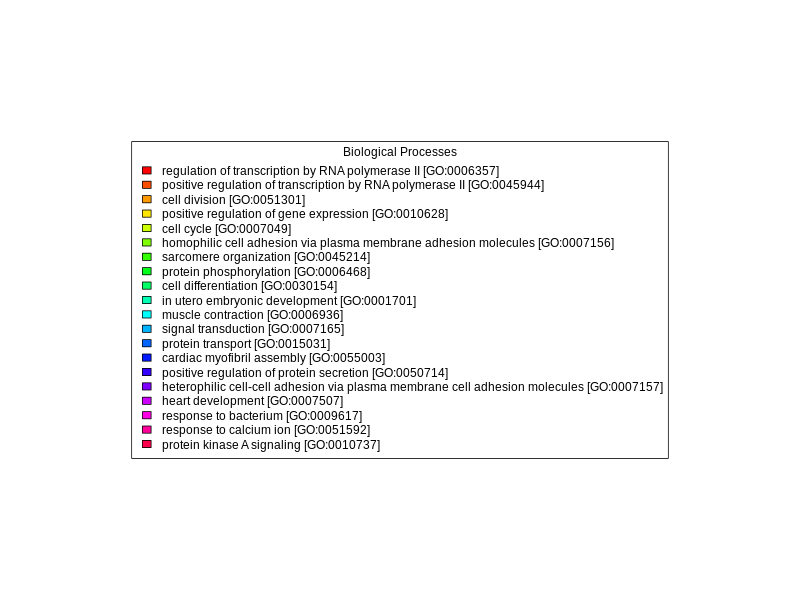 Biological Processes
regulation of transcription by RNA polymerase II [GO:0006357]
positive regulation of transcription by RNA polymerase II [GO:0045944]
cell division [GO:0051301]
positive regulation of gene expression [GO:0010628]
cell cycle [GO:0007049]
homophilic cell adhesion via plasma membrane adhesion molecules [GO:0007156]
sarcomere organization [GO:0045214]
protein phosphorylation [GO:0006468]
cell differentiation [GO:0030154]
in utero embryonic development [GO:0001701]
muscle contraction [GO:0006936]
signal transduction [GO:0007165]
protein transport [GO:0015031]
cardiac myofibril assembly [GO:0055003]
positive regulation of protein secretion [GO:0050714]
heterophilic cell-cell adhesion via plasma membrane cell adhesion molecules [GO:0007157]
heart development [GO:0007507]
response to bacterium [GO:0009617]
response to calcium ion [GO:0051592]
protein kinase A signaling [GO:0010737]